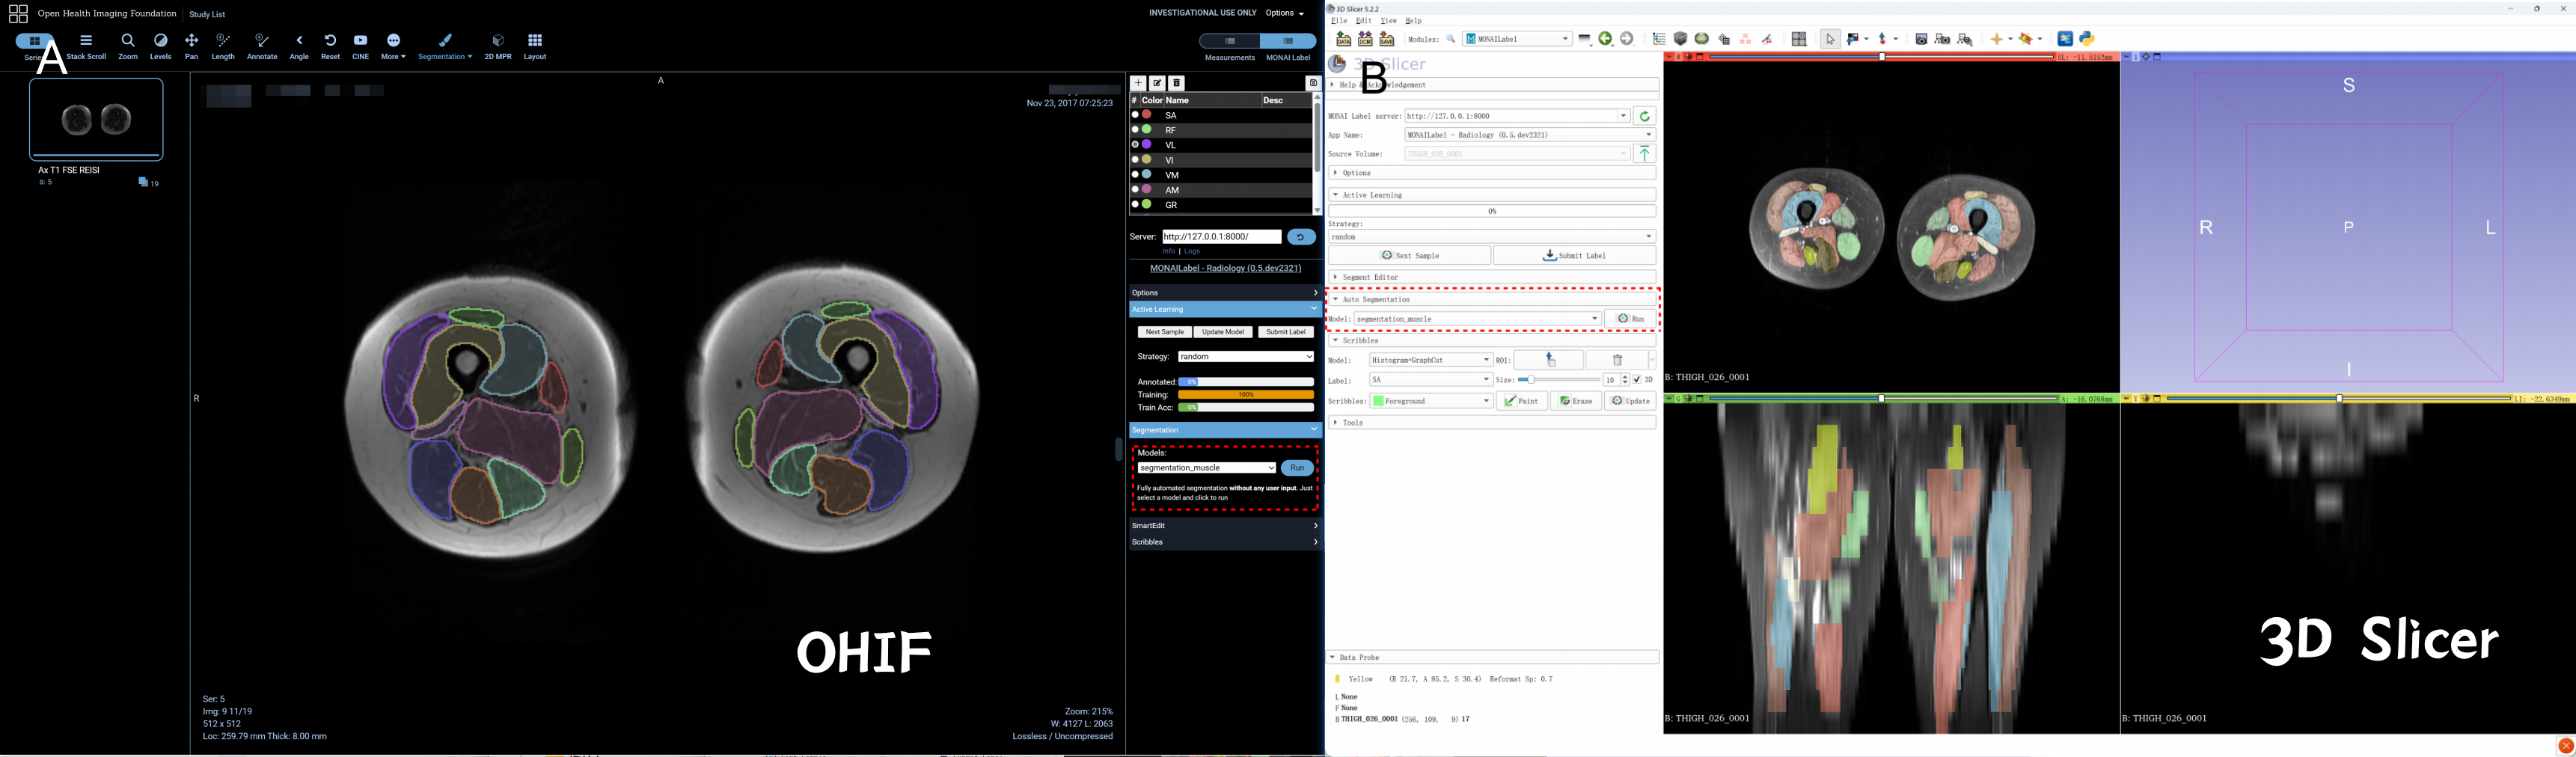 Open Health Imaging Foundation
Study List
INVESTIGATIONAL USE ONLY
Options
A
Series
Stack Scroll
Zoom
Levels
Pan
Length
Annotate
Angle
Reset
CINE
More
Segmentation
2D MPR
Layout
Measurements
MONAI Label
Ax T1 FSE REISI
S: 5
19
A
R
Nov 23, 2017 07:25:23
OHIF
Ser: 5
Img: 9 11/19
512 x 512
Loc: 259.79 mm Thick: 8.00 mm
Zoom: 215%
W: 4127 L: 2063
Lossless / Uncompressed
# Color Name Desc
SA
RF
VL
VI
VM
AM
GR
Server: http://127.0.0.1:8000/
Info | Logs
MONAILabel - Radiology (0.5.dev2321)
Options
Active Learning
Next Sample Update Model Submit Label
Strategy: random
Annotated: 0%
Training: 100%
Train Acc: 0%
Segmentation
Models:
segmentation_muscle Run
Fully automated segmentation without any user input. Just
select a model and click to run
SmartEdit
Scribbles
3D Slicer 5.2.2
File Edit View Help
DATA DCM SAVE Modules: MONAILabel
3D Slicer
B
Help & Acknowledgement
MONAI Label server: http://127.0.0.1:8000
App Name: MONAILabel - Radiology (0.5.dev2321)
Source Volume: THIGH_026_0001
Options
Active Learning
0%
Strategy:
random
Next Sample Submit Label
Segment Editor
Auto Segmentation
Model: segmentation_muscle Run
Scribbles
Model: Histogram+GraphCut ROI:
Label: SA Size: 10 3D
Scribbles: Foreground Paint Erase Update
Tools
Data Probe
Yellow (R 21.7, A 95.2, S 30.4) Reformat Sp: 0.7
L None
F None
B THIGH_026_0001 (256, 109, 9) 17
R S: -11.5152mm
B: THIGH_026_0001
1
S
R P L
I
G A: -16.0768mm
B: THIGH_026_0001
Y LI: -22.6349mm
3D Slicer
B: THIGH_026_0001